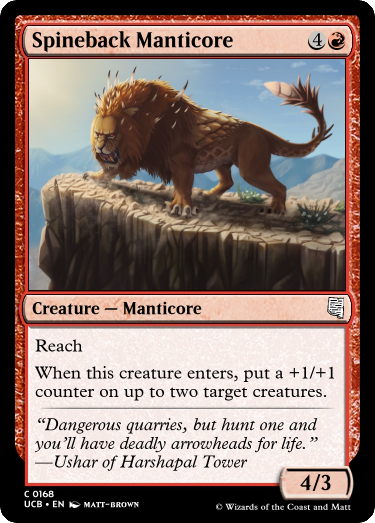 Spineback Manticore 4
Creature — Manticore
Reach
When this creature enters, put a +1/+1
counter on up to two target creatures.
“Dangerous quarries, but hunt one and
you’ll have deadly arrowheads for life.”
—Ushar of Harshapal Tower
4/3
C 0168
UCB • EN MATT-BROWN
© Wizards of the Coast and Matt